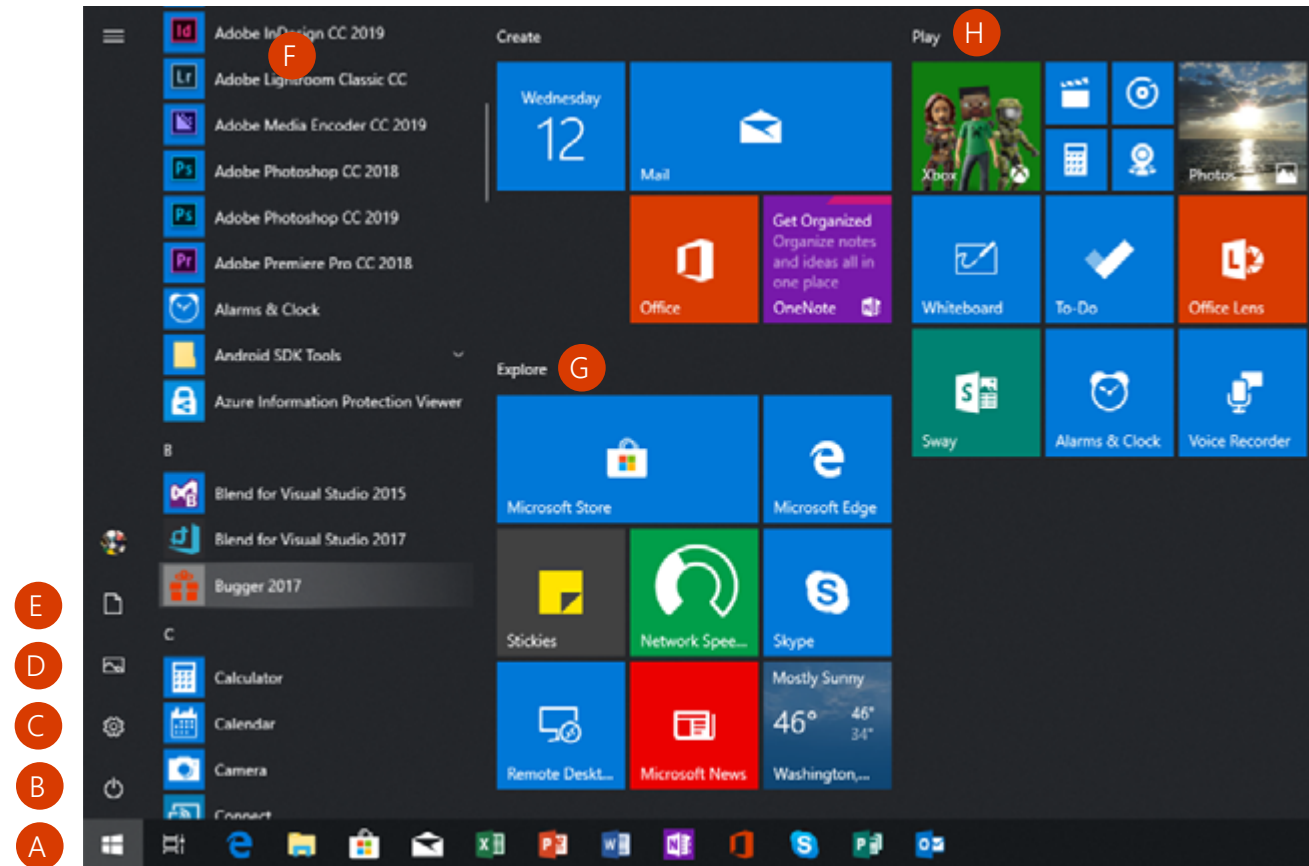 Adobe InDesign CC 2019
F
Adobe Lightroom Classic CC
Adobe Media Encoder CC 2019
Adobe Photoshop CC 2018
Adobe Photoshop CC 2019
Adobe Premiere Pro CC 2018
Alarms & Clock
Android SDK Tools
Azure Information Protection Viewer
B
Blend for Visual Studio 2015
Blend for Visual Studio 2017
Bugger 2017
C
Calculator
Calendar
Camera
Connect
E
D
C
B
A
Create
Wednesday
12
Mail
Office
Get Organized
Organize notes
and ideas all in
one place
OneNote
Explore G
Microsoft Store
Microsoft Edge
Stickies
Network Spee...
Skype
Remote Deskt...
Microsoft News
Mostly Sunny
46° 46°
34°
Washington,...
Play H
Xbox
Photos
Whiteboard
To-Do
Office Lens
Sway
Alarms & Clock
Voice Recorder